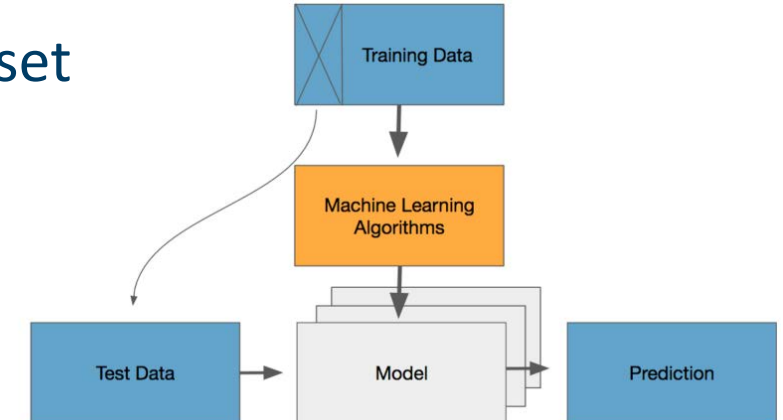 set
Training Data
Machine Learning
Algorithms
Test Data
Model
Prediction